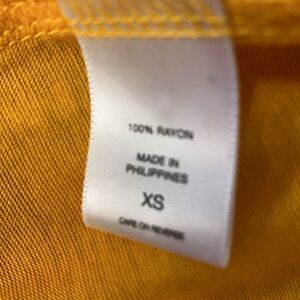 100% RAYON
MADE IN
PHILIPPINES
XS
CARE ON REVERSE